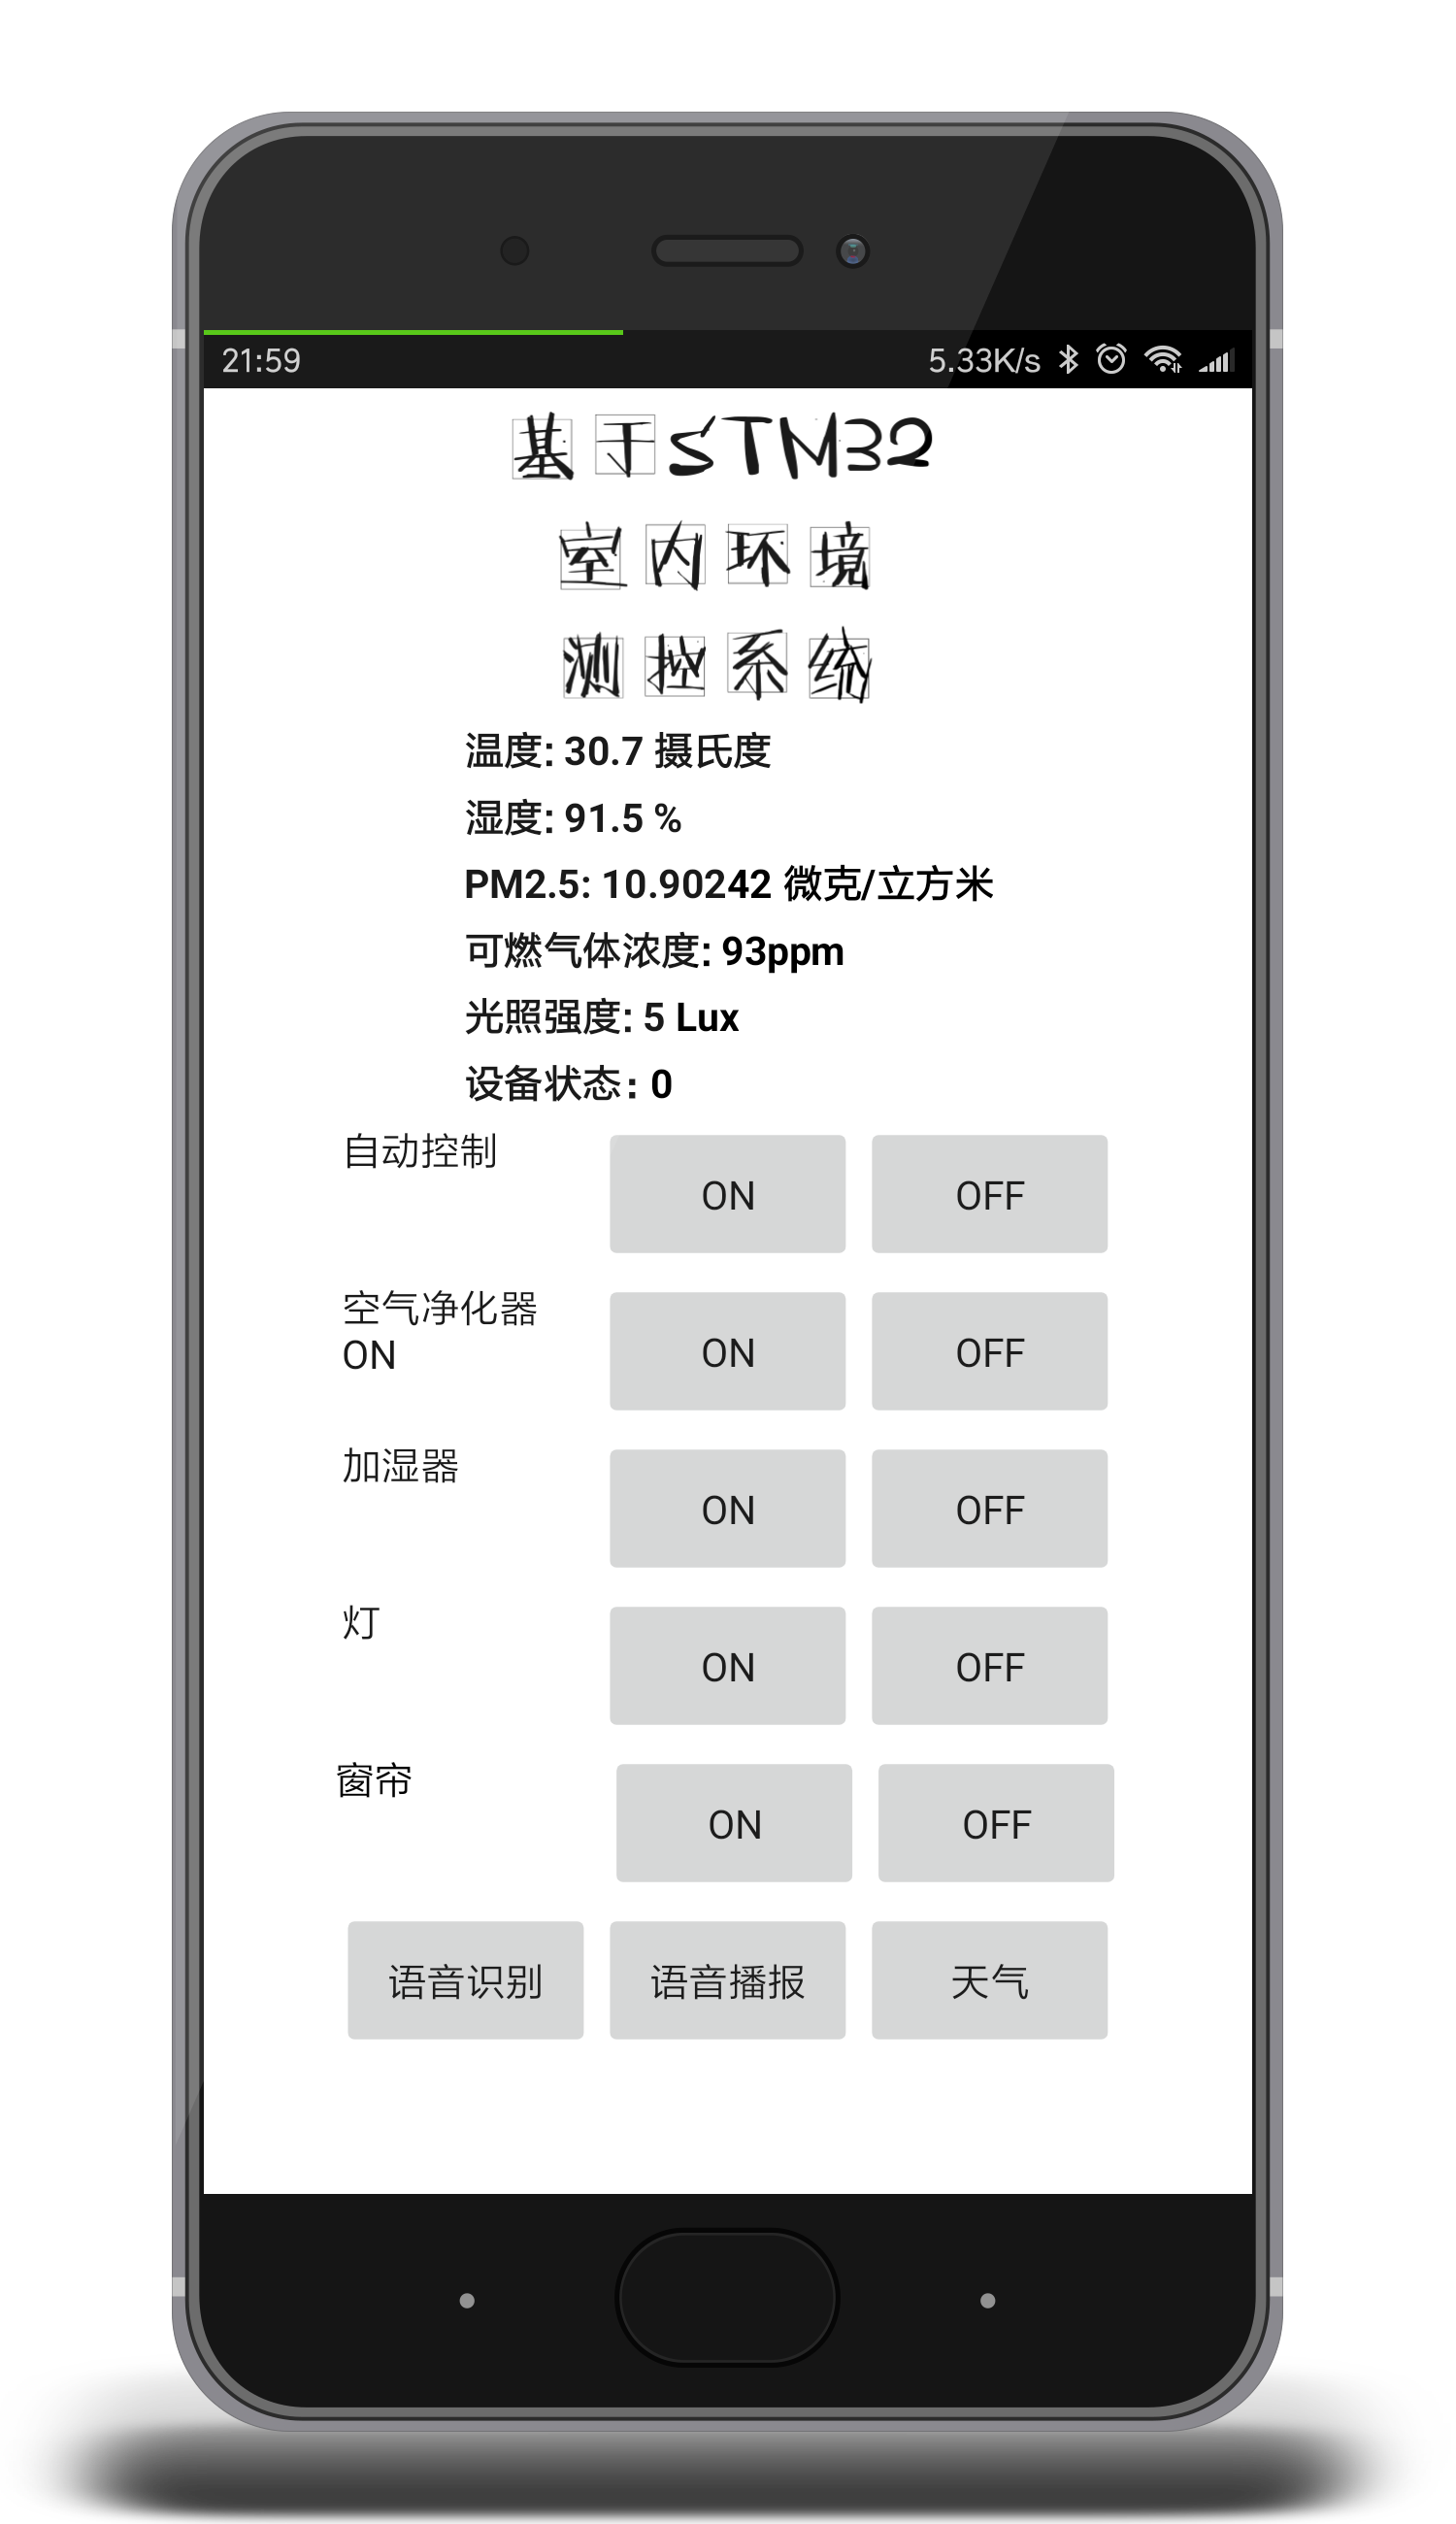 21:59 5.33K/s
基于STM32
室内环境
测控系统
温度: 30.7 摄氏度
湿度: 91.5 %
PM2.5: 10.90242 微克/立方米
可燃气体浓度: 93ppm
光照强度: 5 Lux
设备状态: 0
自动控制
ON OFF
空气净化器
ON
ON OFF
加湿器
ON OFF
灯
ON OFF
窗帘
ON OFF
语音识别 语音播报 天气